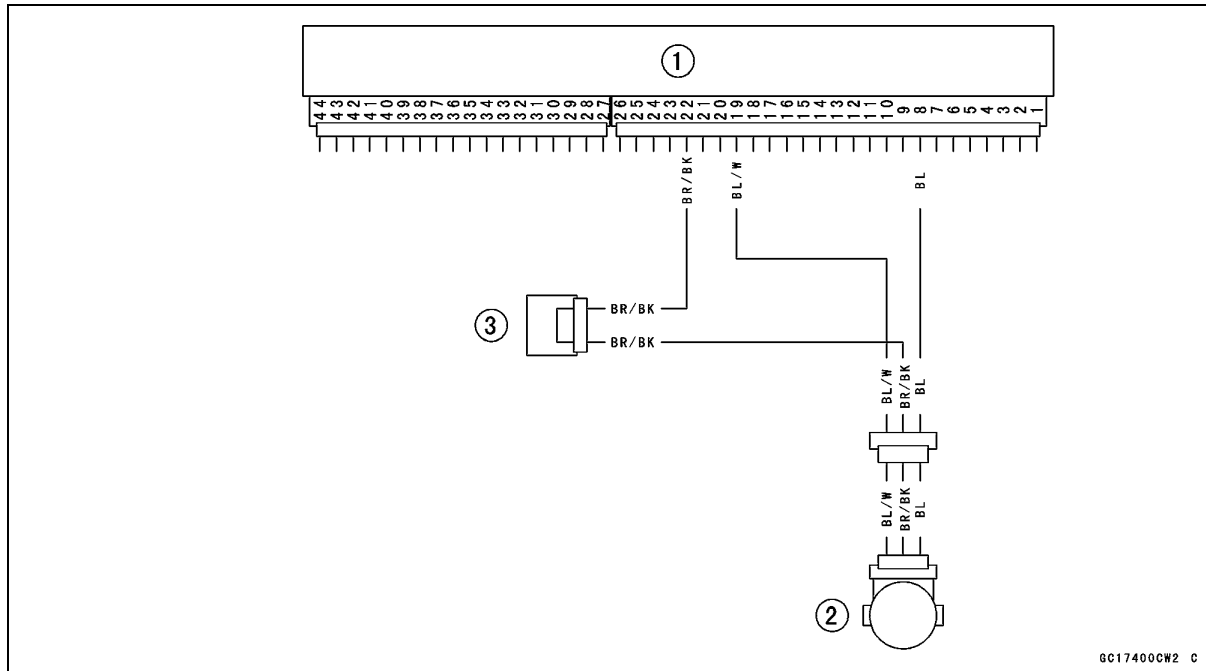 1
44 43 42 41 40 39 38 37 36 35 34 33 32 31 30 29 28 27 26 25 24 23 22 21 20 19 18 17 16 15 14 13 12 11 10 9 8 7 6 5 4 3 2 1
BR/BK BL/W BL
3
BR/BK
BR/BK
BL/W BR/BK BL
BL/W BR/BK BL
2
GC17400CW2 C